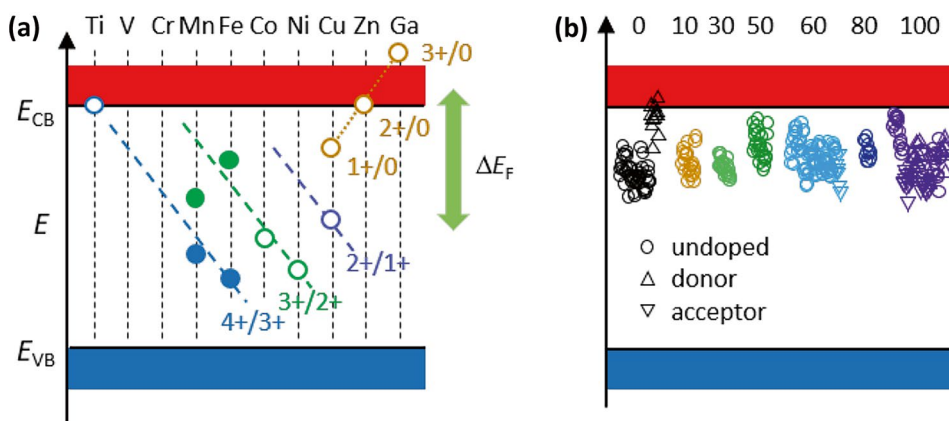 (a)
Ti V Cr Mn Fe Co Ni Cu Zn Ga
3+/0
E_CB
2+/0
1+/0
ΔE_F
E
2+/1+
3+/2+
4+/3+
E_VB
(b)
0 10 30 50 60 80 100
undoped
donor
acceptor